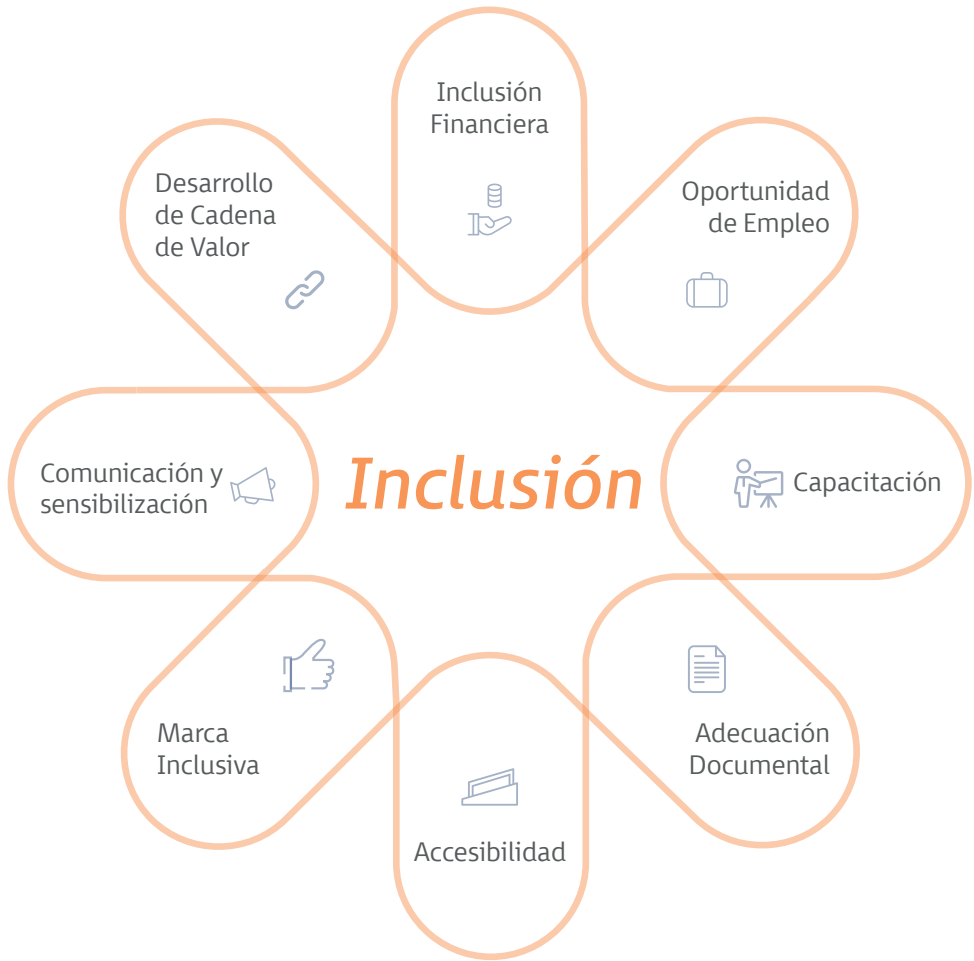 Inclusión
Financiera
Oportunidad
de Empleo
Capacitación
Adecuación
Documental
Accesibilidad
Marca
Inclusiva
Comunicación y
sensibilización
Desarrollo
de Cadena
de Valor
Inclusión